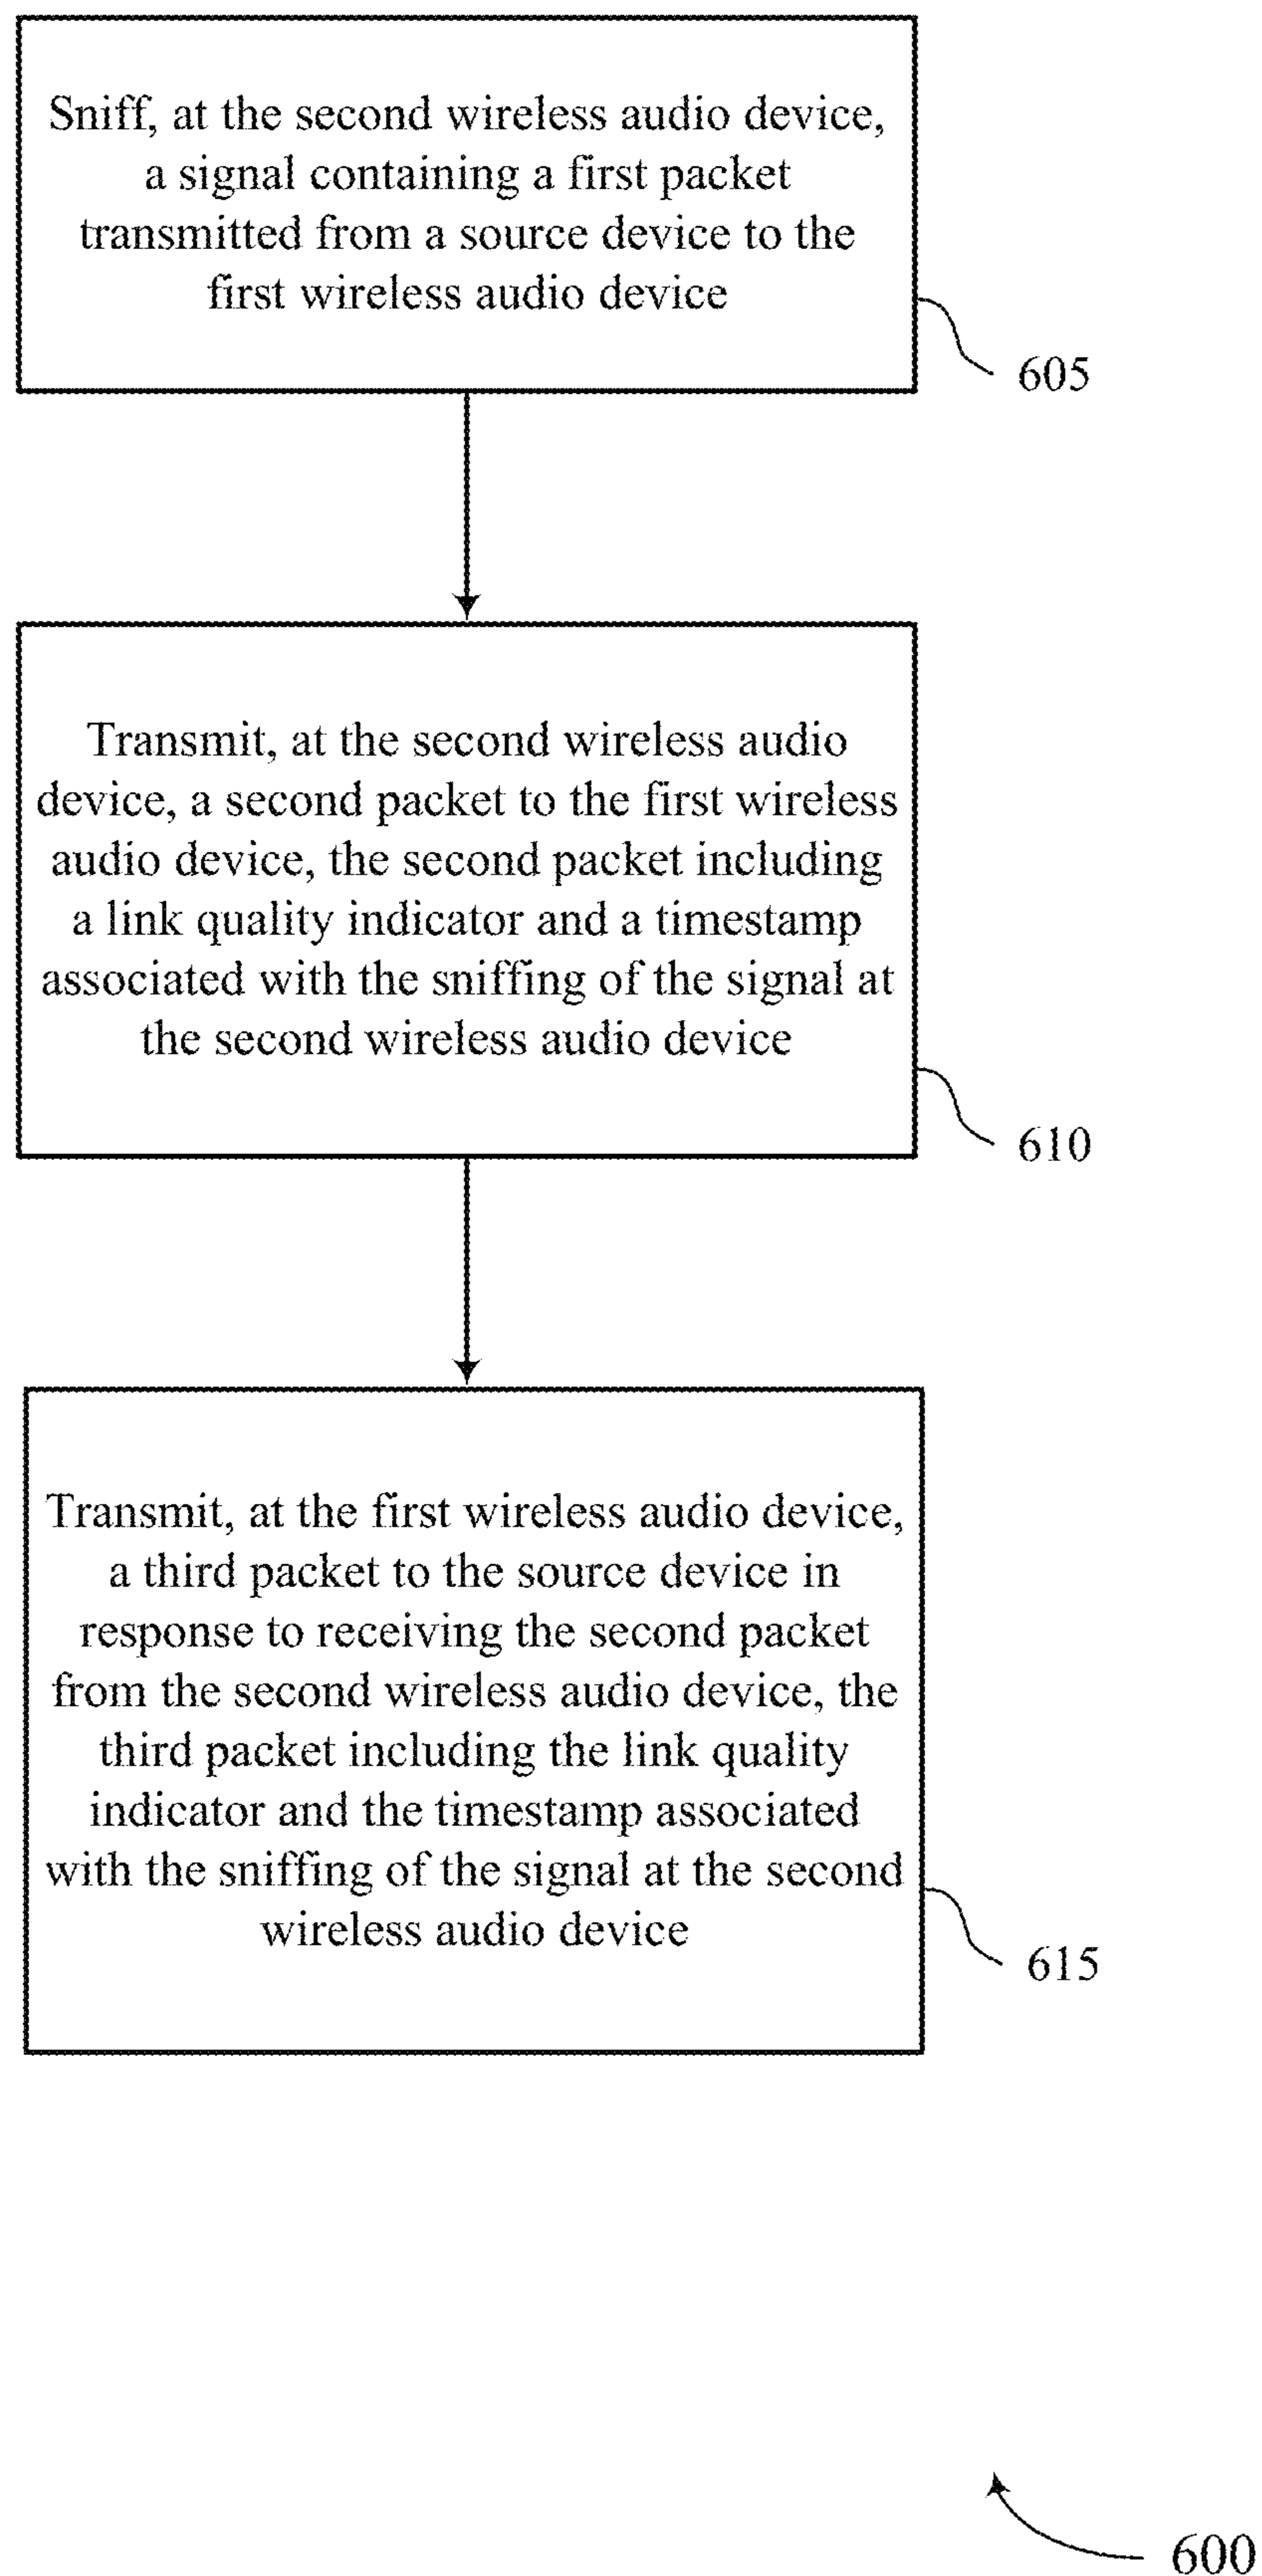 Sniff, at the second wireless audio device,
a signal containing a first packet
transmitted from a source device to the
first wireless audio device
605
Transmit, at the second wireless audio
device, a second packet to the first wireless
audio device, the second packet including
a link quality indicator and a timestamp
associated with the sniffing of the signal at
the second wireless audio device
610
Transmit, at the first wireless audio device,
a third packet to the source device in
response to receiving the second packet
from the second wireless audio device, the
third packet including the link quality
indicator and the timestamp associated
with the sniffing of the signal at the second
wireless audio device
615
600